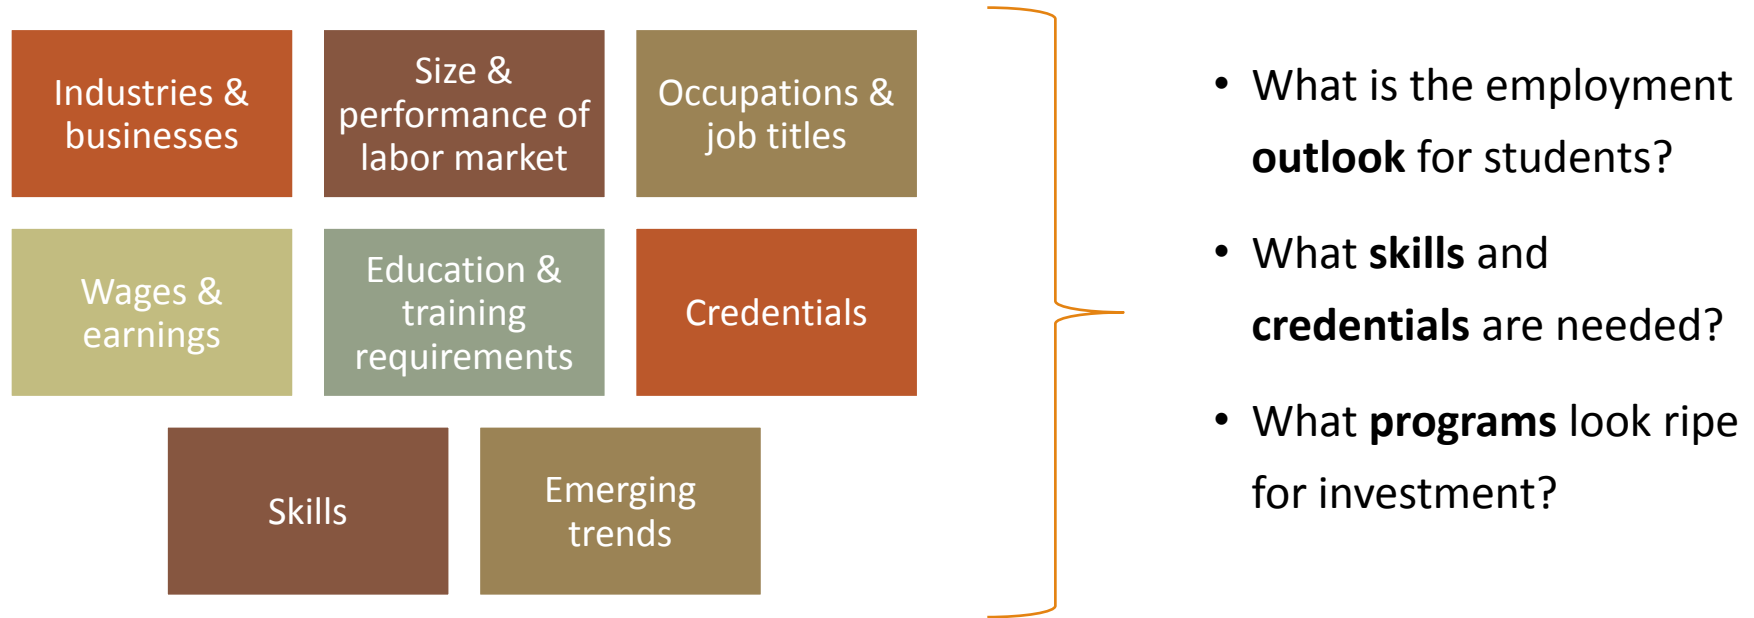 Industries &
businesses
Size &
performance of
labor market
Occupations &
job titles
Wages &
earnings
Education &
training
requirements
Credentials
Skills
Emerging
trends
• What is the employment
outlook for students?
• What skills and
credentials are needed?
• What programs look ripe
for investment?